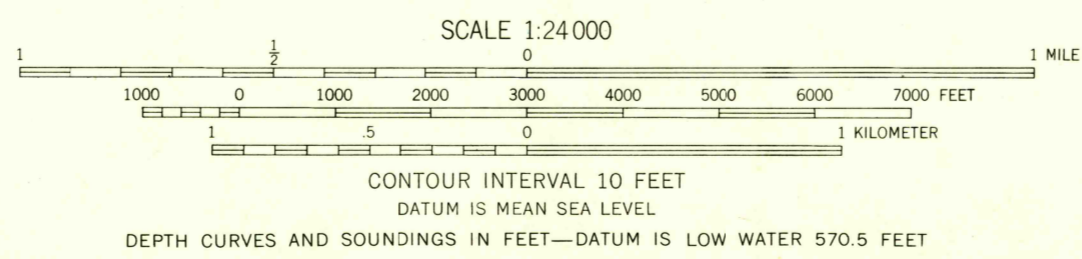 SCALE 1:24 000
1 ½ 0 1 MILE
1000 0 1000 2000 3000 4000 5000 6000 7000 FEET
1 .5 0 1 KILOMETER
CONTOUR INTERVAL 10 FEET
DATUM IS MEAN SEA LEVEL
DEPTH CURVES AND SOUNDINGS IN FEET—DATUM IS LOW WATER 570.5 FEET